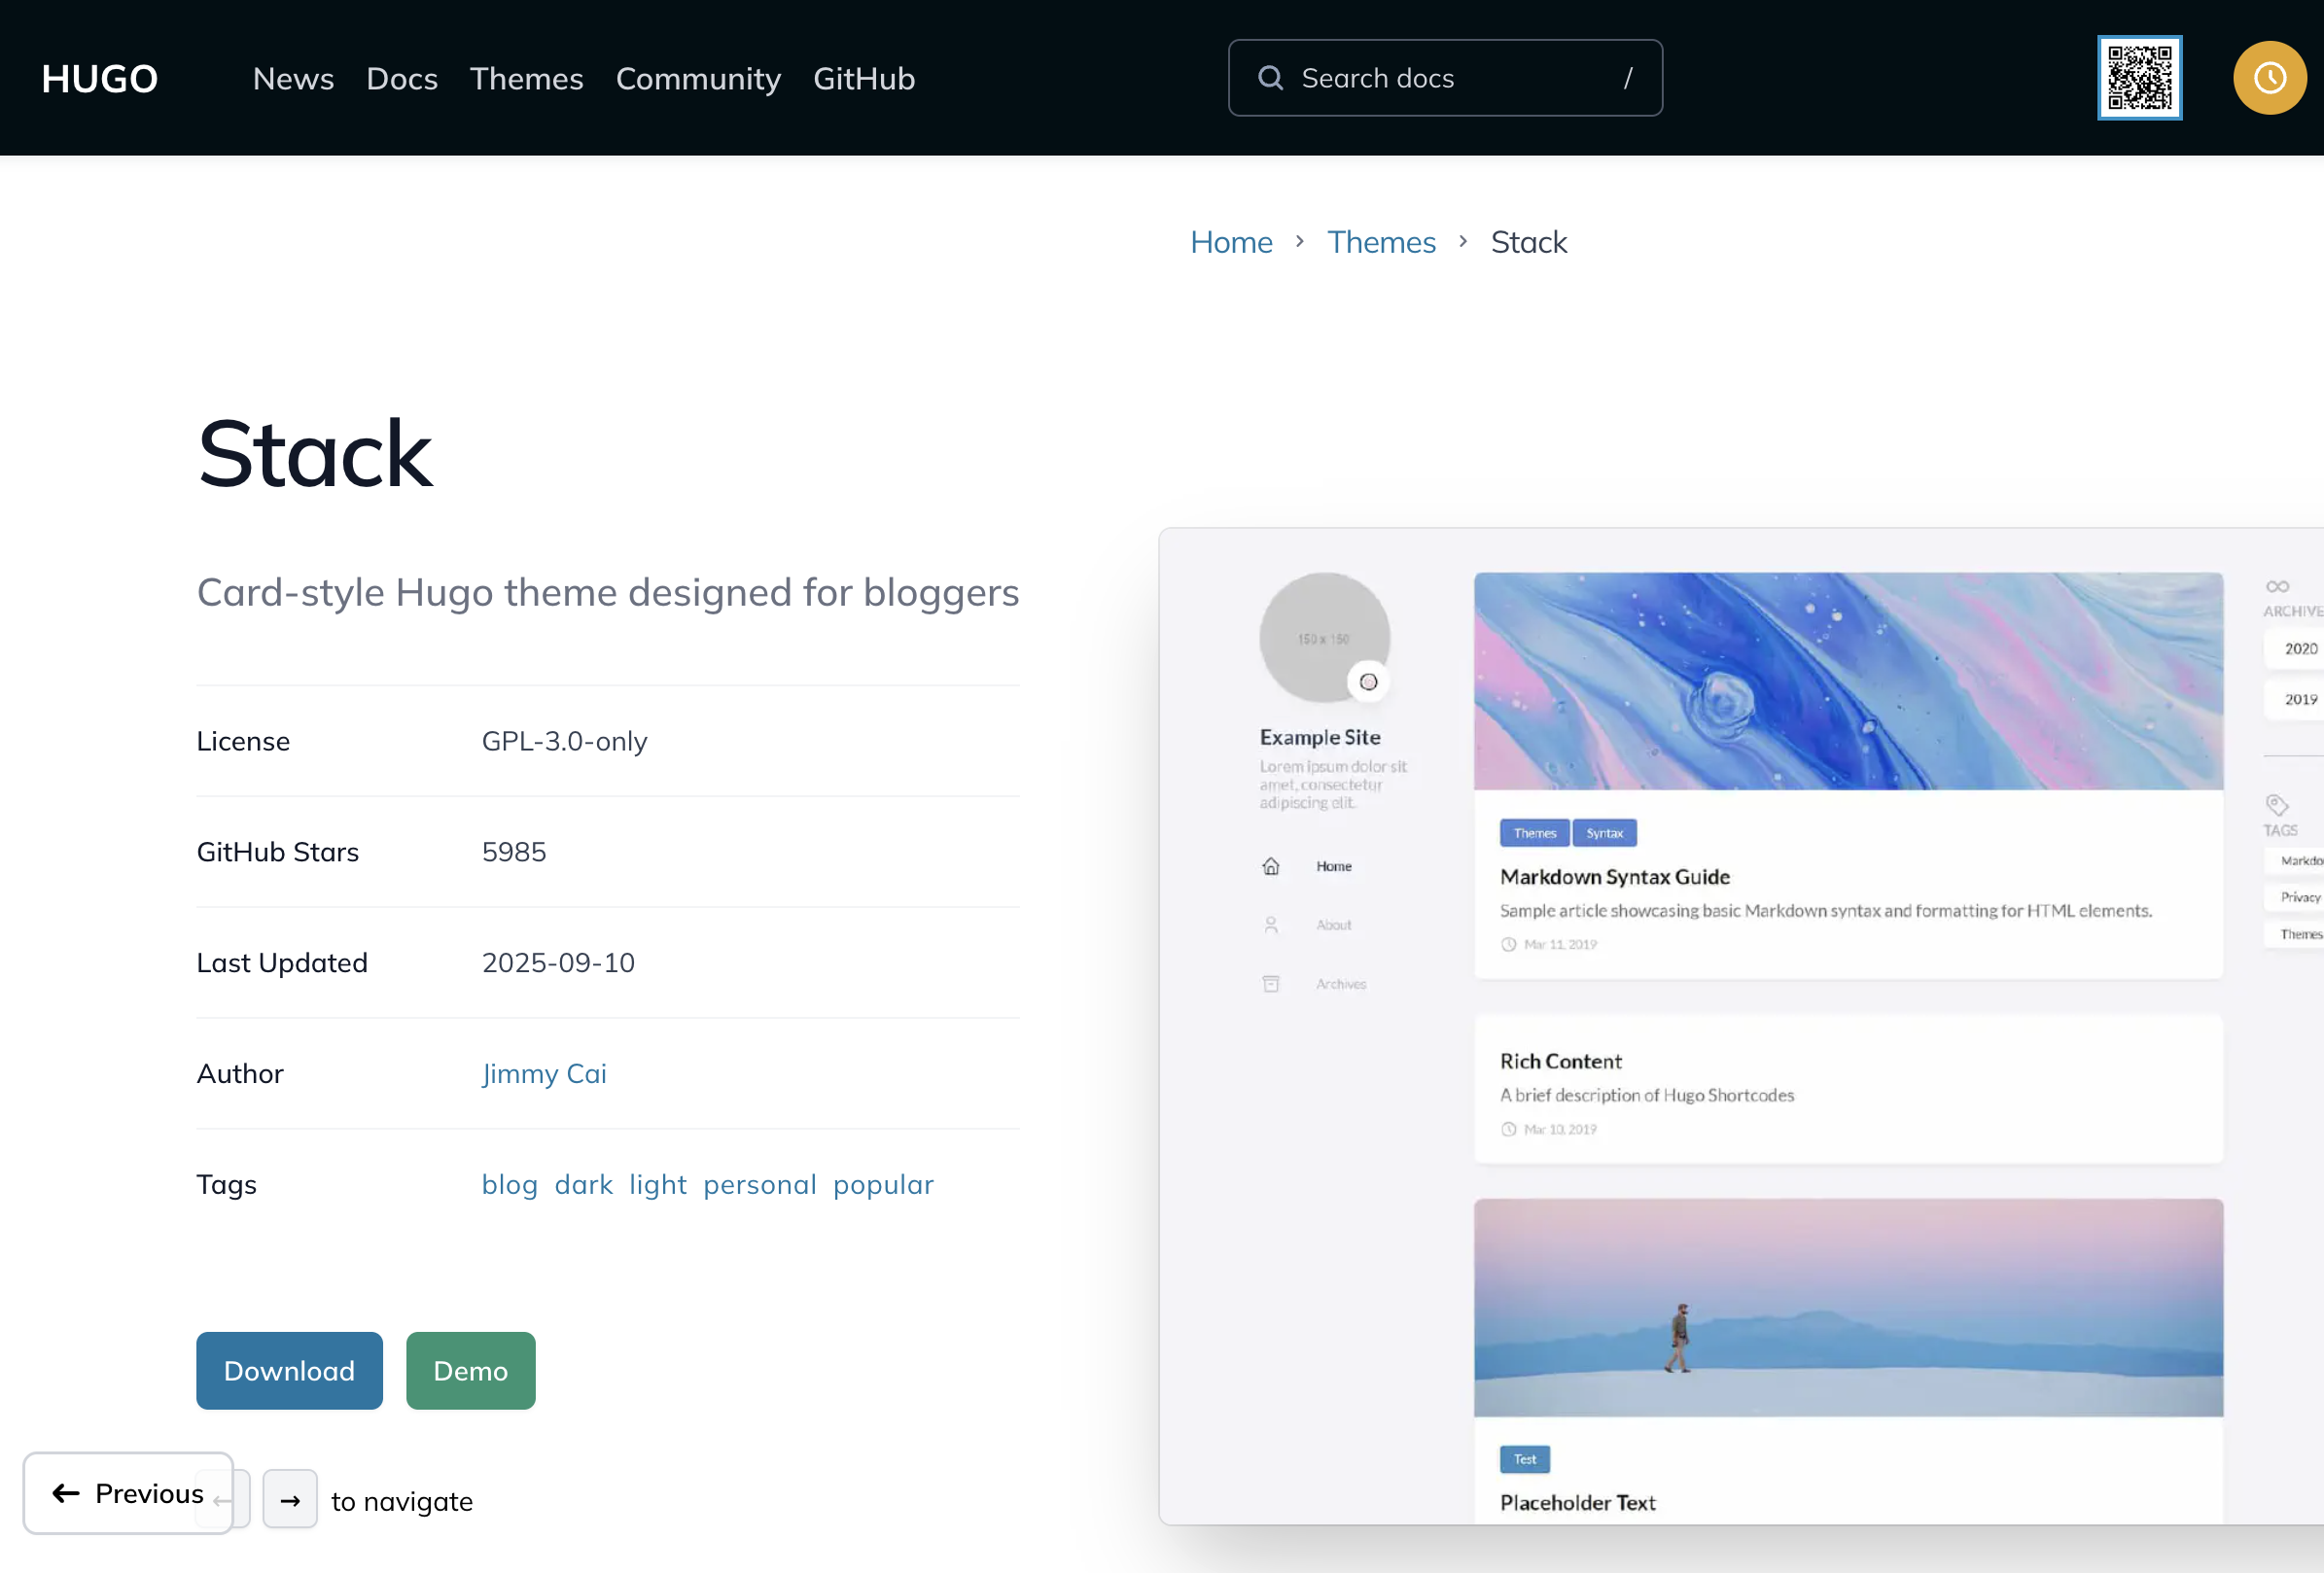 HUGO
News Docs Themes Community GitHub
Search docs /
Home › Themes › Stack
Stack
Card-style Hugo theme designed for bloggers
License GPL-3.0-only
GitHub Stars 5985
Last Updated 2025-09-10
Author Jimmy Cai
Tags blog dark light personal popular
Download Demo
← Previous ← → to navigate
150 x 150
Example Site
Lorem ipsum dolor sit
amet, consectetur
adipiscing elit.
Home
About
Archives
Themes Syntax
Markdown Syntax Guide
Sample article showcasing basic Markdown syntax and formatting for HTML elements.
Mar 11, 2019
Rich Content
A brief description of Hugo Shortcodes
Mar 10, 2019
Test
Placeholder Text
ARCHIVE
2020
2019
TAGS
Markdo
Privacy
Themes